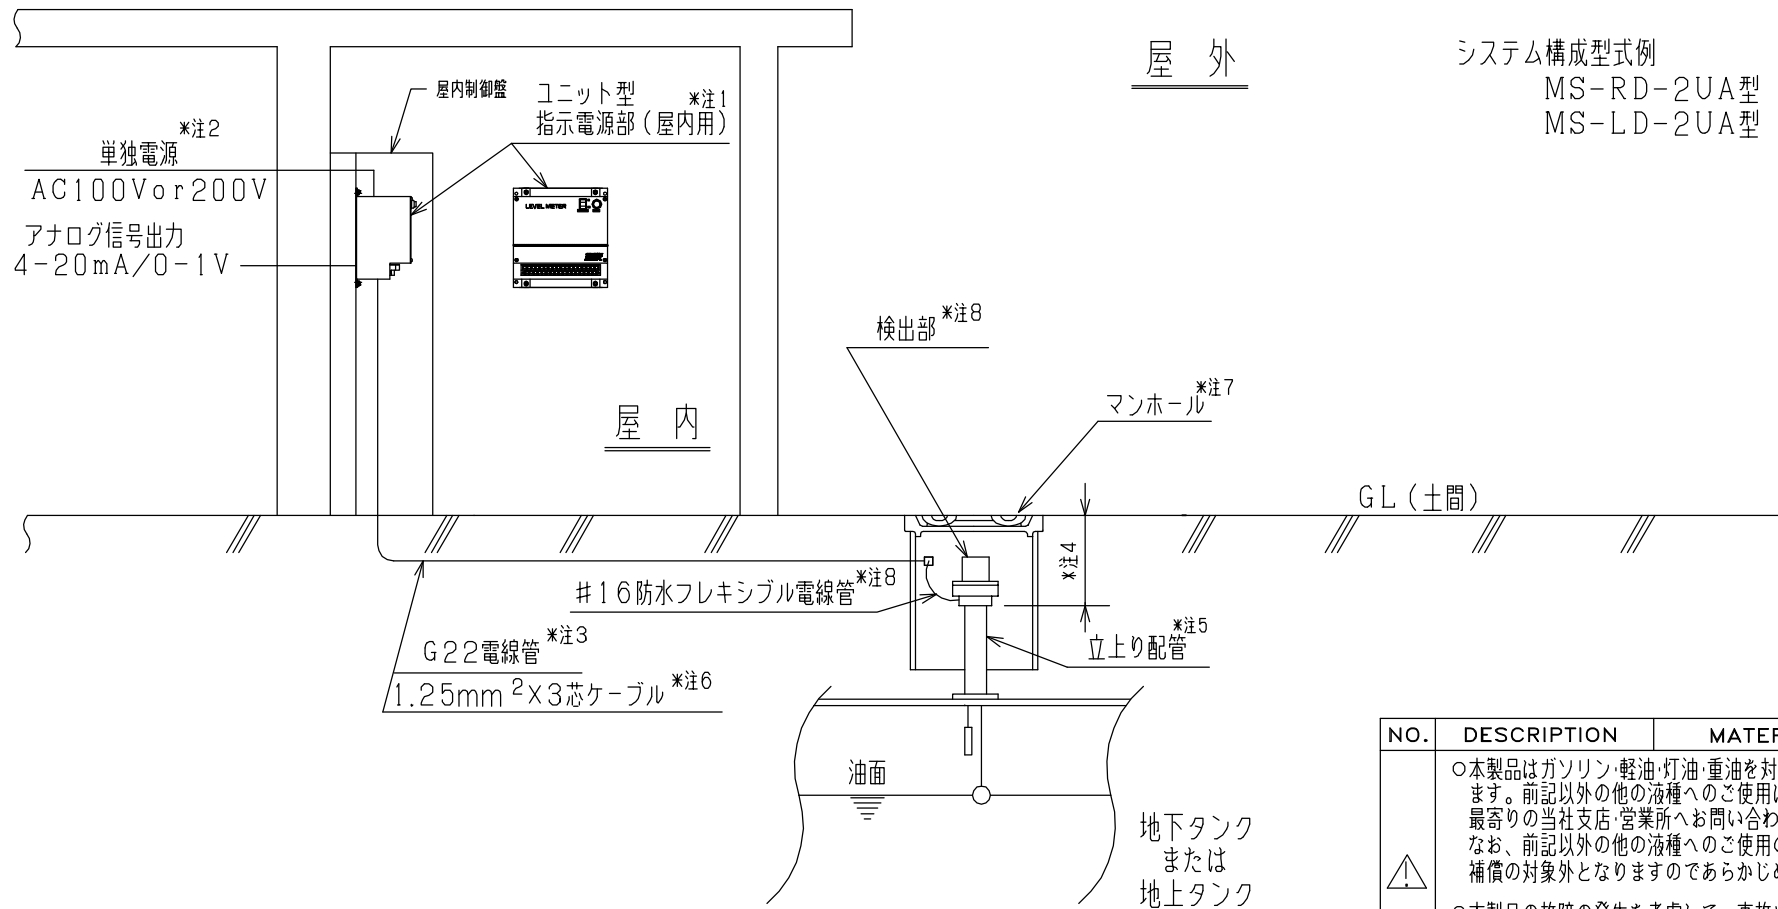 屋 外
システム構成型式例
MS-RD-2UA型
MS-LD-2UA型
屋内制御盤
ユニット型 *注1
指示電源部(屋内用)
*注2
単独電源
AC100Vor200V
アナログ信号出力
4-20mA/0-1V
LEVEL METER
検出部 *注8
マンホール *注7
屋 内
GL(土間)
*注4
#16防水フレキシブル電線管 *注8
G22電線管 *注3
1.25mm²×3芯ケーブル *注6
立上り配管 *注5
油面
地下タンク
または
地上タンク
NO. DESCRIPTION MATER
○本製品はガソリン・軽油・灯油・重油を対
ます。前記以外の他の液種へのご使用
最寄りの当社支店・営業所へお問い合わ
なお、前記以外の他の液種へのご使用の
補償の対象外となりますのであらかじめ